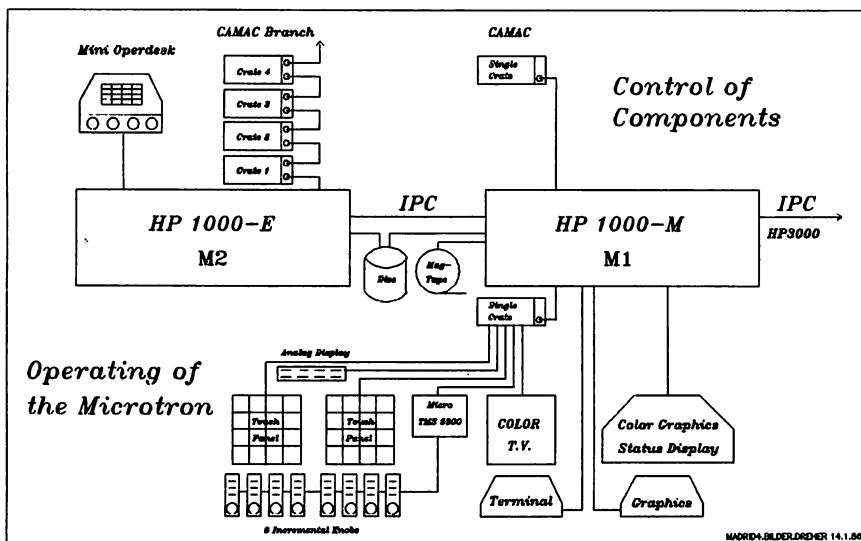 CAMAC Branch
CAMAC
Mini Operdesk
Crate 4
Crate 3
Crate 2
Crate 1
Single
Crate
Control of
Components
HP 1000-E
M2
IPC
HP 1000-M
M1
IPC
HP3000
Disc
Mag-
Tape
Single
Crate
Operating of
the Microtron
Analog Display
Touch
Panel
Touch
Panel
Micro
TMS 9900
COLOR
T.V.
Color Graphics
Status Display
Terminal
Graphics
8 Incremental Knobs
MADRID4.BILDER.DREHER 14.1.86